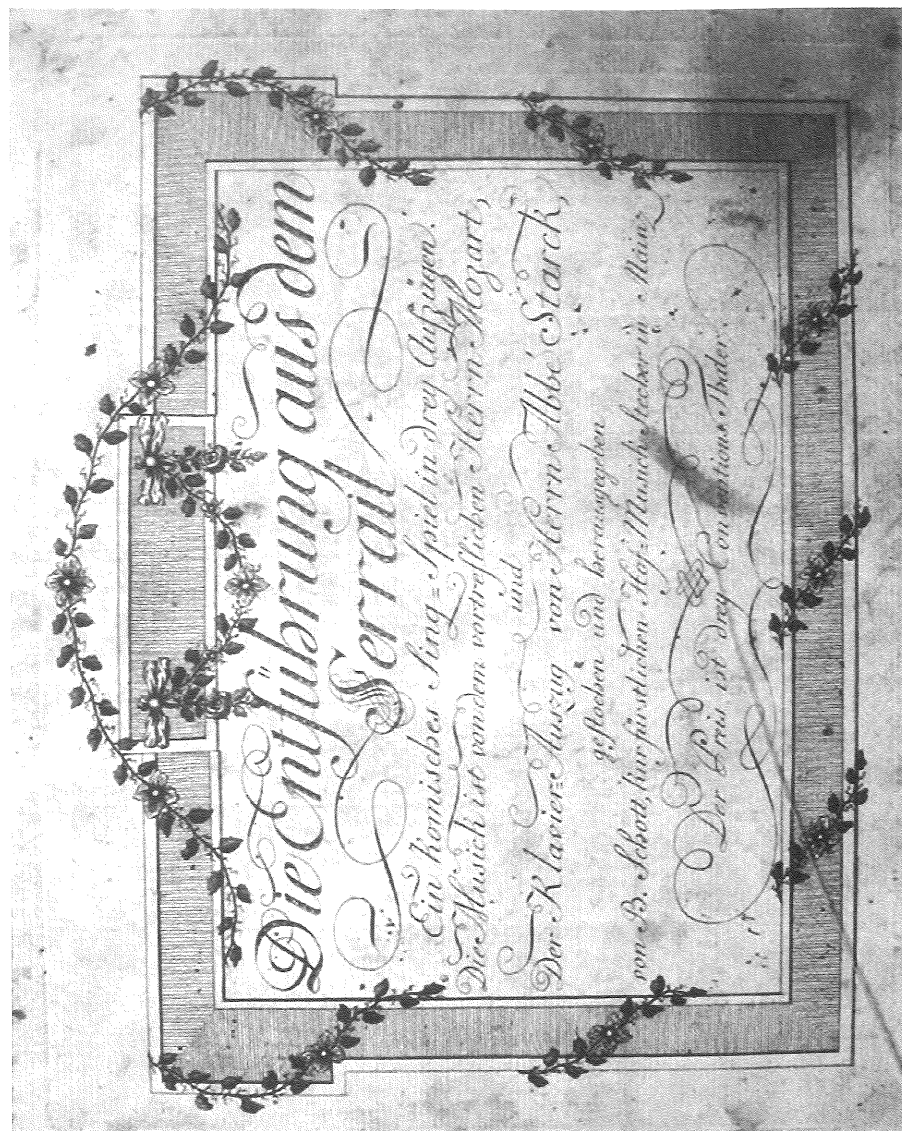 Die Entführung aus dem
Serrail
Ein komisches Sing=Spiel in drey Aufzügen.
Die Musick ist von dem vortreflichen Herrn Mozart,
und
Der Klavier=Auszug von Herrn Abbé Starck,
gestochen und herausgegeben
von B. Schott, kurfürstlichen Hof=Musick=Stecher in Mainz
Der Preis ist drey Conventions Thaler.